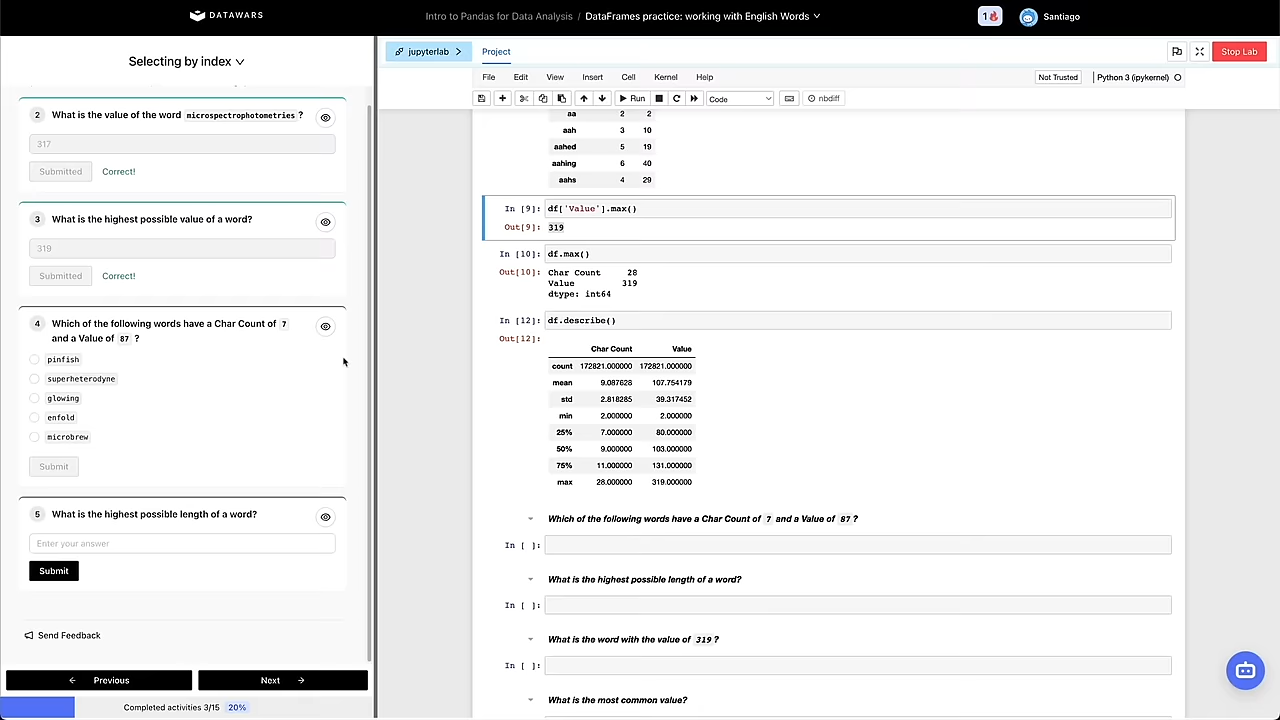 DATAWARS
Intro to Pandas for Data Analysis / DataFrames practice: working with English Words
1
Santiago
Selecting by index
2 What is the value of the word microspectrophotometries ?
317
Submitted Correct!
3 What is the highest possible value of a word?
319
Submitted Correct!
4 Which of the following words have a Char Count of 7
and a Value of 87 ?
pinfish
superheterodyne
glowing
enfold
microbrew
Submit
5 What is the highest possible length of a word?
Enter your answer
Submit
Send Feedback
← Previous
Next →
Completed activities 3/15 20%
jupyterlab > Project
Stop Lab
File Edit View Insert Cell Kernel Help
Not Trusted Python 3 (ipykernel)
Run Code nbdiff
aa 2 2
aah 3 10
aahed 5 19
aahing 6 40
aahs 4 29
In [9]: df['Value'].max()
Out[9]: 319
In [10]: df.max()
Out[10]: Char Count 28
Value 319
dtype: int64
In [12]: df.describe()
Out[12]:
Char Count Value
count 172821.000000 172821.000000
mean 9.087628 107.754179
std 2.818285 39.317452
min 2.000000 2.000000
25% 7.000000 80.000000
50% 9.000000 103.000000
75% 11.000000 131.000000
max 28.000000 319.000000
Which of the following words have a Char Count of 7 and a Value of 87 ?
In [ ]:
What is the highest possible length of a word?
In [ ]:
What is the word with the value of 319 ?
In [ ]:
What is the most common value?